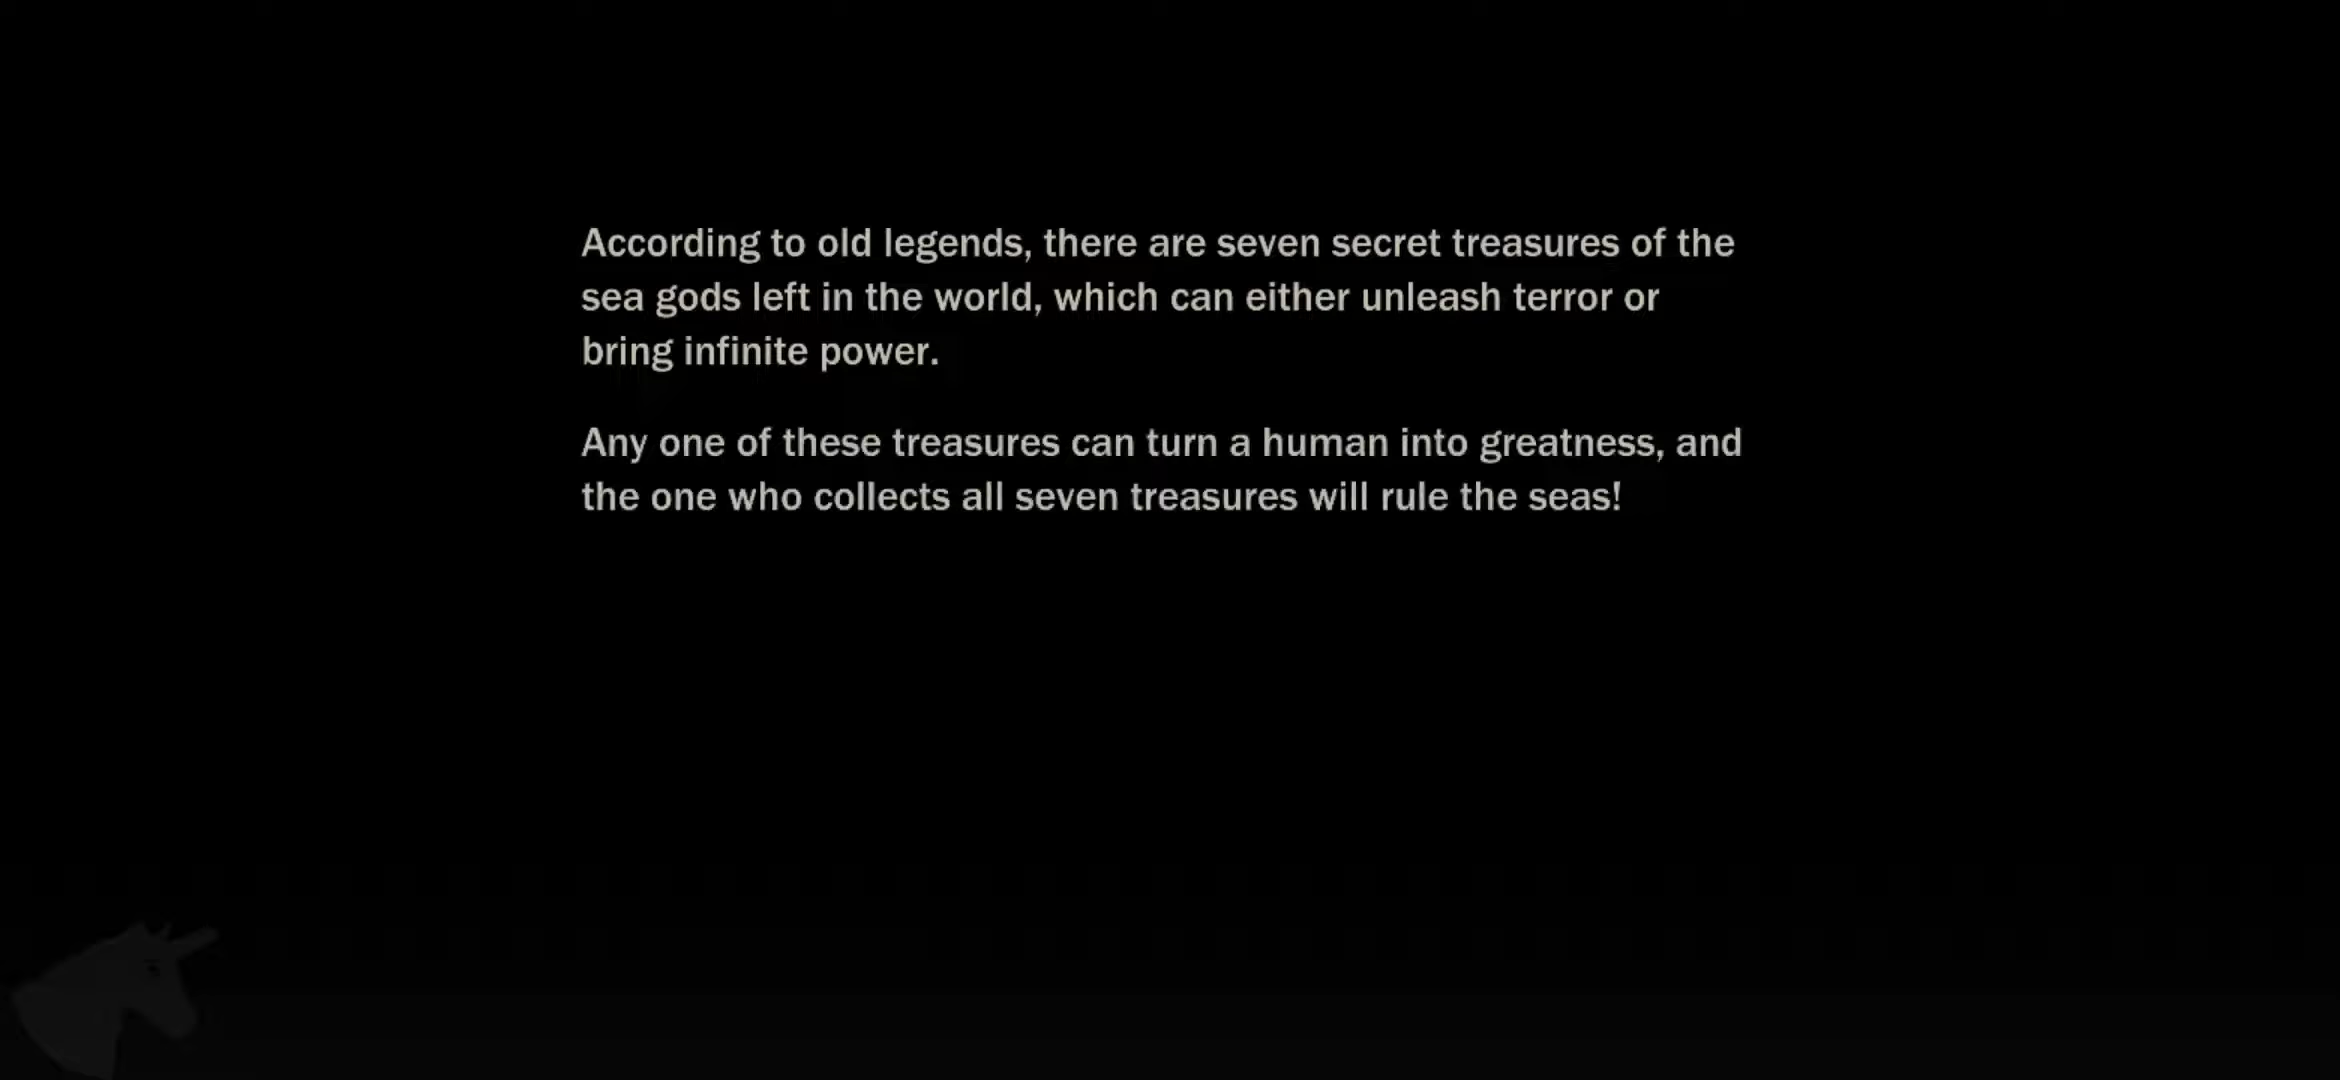 According to old legends, there are seven secret treasures of the
sea gods left in the world, which can either unleash terror or
bring infinite power.
Any one of these treasures can turn a human into greatness, and
the one who collects all seven treasures will rule the seas!